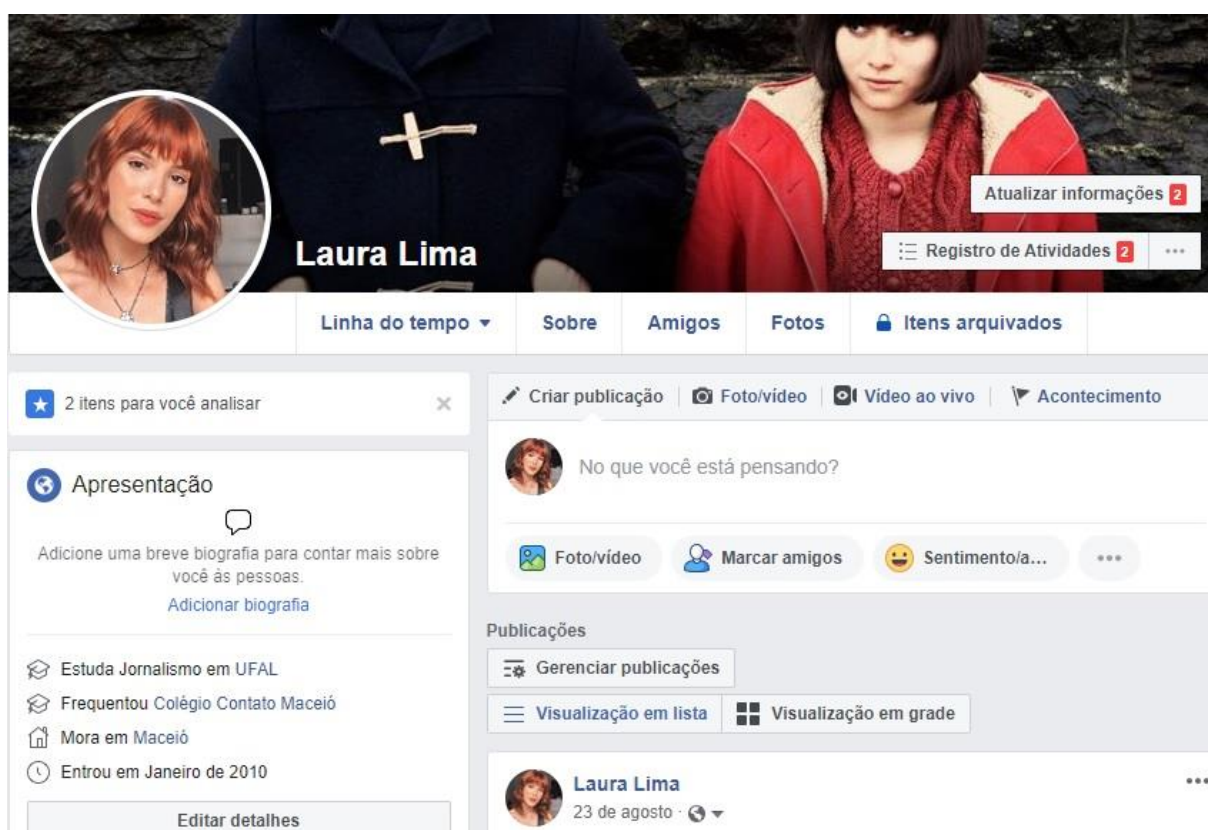 Atualizar informações 2
Laura Lima
Registro de Atividades 2 ...
Linha do tempo Sobre Amigos Fotos Itens arquivados
2 itens para você analisar
Apresentação
Adicione uma breve biografia para contar mais sobre
você às pessoas.
Adicionar biografia
Estuda Jornalismo em UFAL
Frequentou Colégio Contato Maceió
Mora em Maceió
Entrou em Janeiro de 2010
Editar detalhes
Criar publicação Foto/vídeo Vídeo ao vivo Acontecimento
No que você está pensando?
Foto/vídeo Marcar amigos Sentimento/a... ...
Publicações
Gerenciar publicações
Visualização em lista Visualização em grade
Laura Lima ...
23 de agosto ·